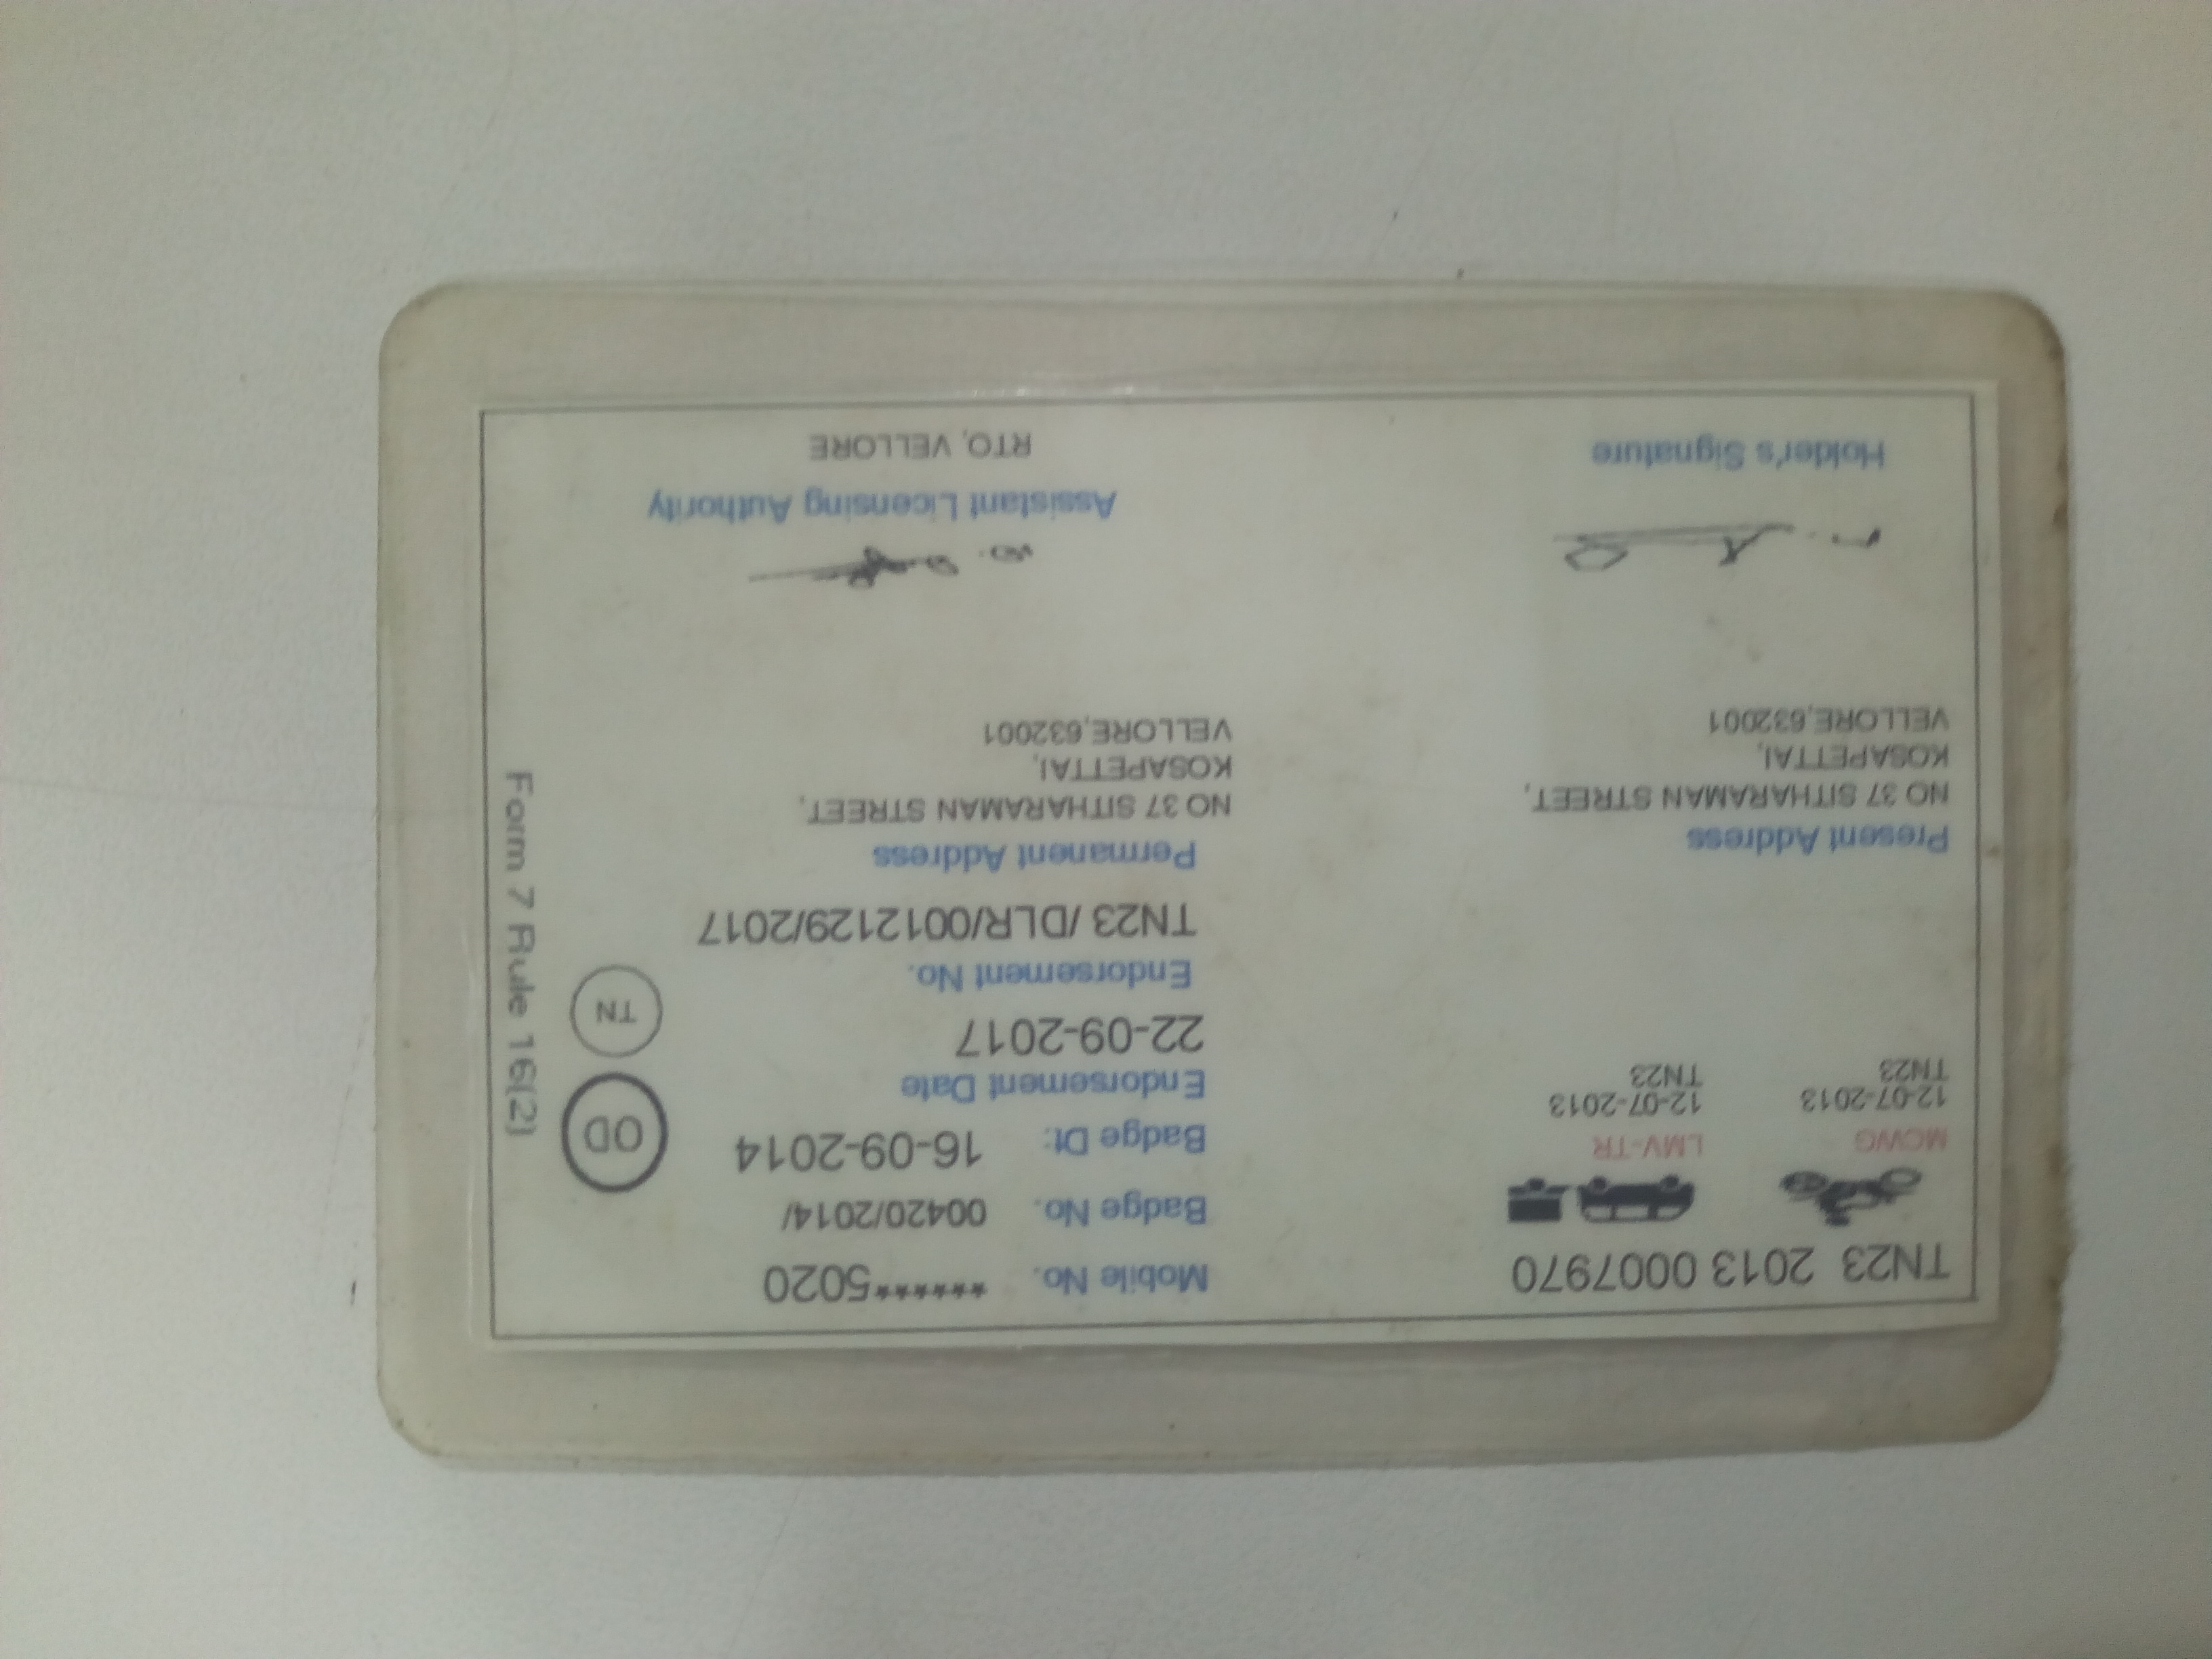 TN23 2013 0007970
MCWG
12-07-2013
TN23
LMV-TR
12-07-2013
TN23
Present Address
NO 37 SITHARAMAN STREET,
KOSAPETTAI,
VELLORE,632001
Holder's Signature
Mobile No. ******5020
Badge No. 00420/2014/
Badge Dt: 16-09-2014
Endorsement Date
22-09-2017
Endorsement No.
TN23 /DLR/0012129/2017
Permanent Address
NO 37 SITHARAMAN STREET,
KOSAPETTAI,
VELLORE,632001
Assistant Licensing Authority
RTO, VELLORE
OD
TN
Form 7 Rule 16(2)